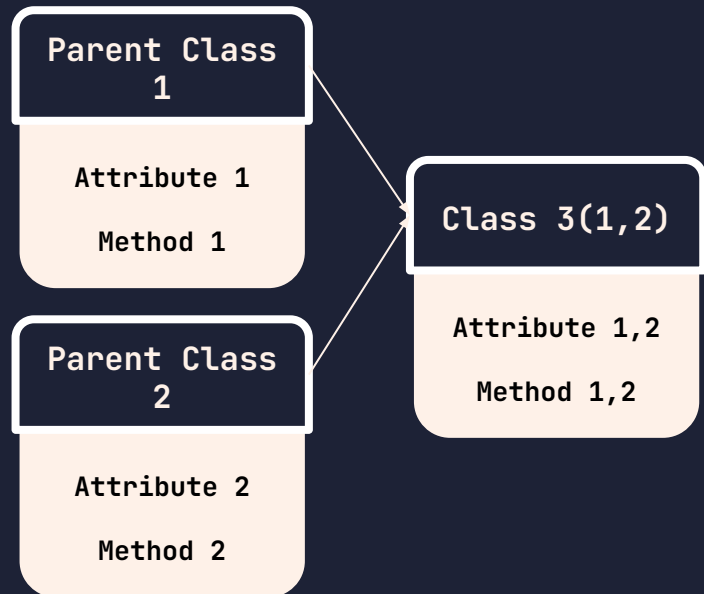 Parent Class
1
Attribute 1
Method 1
Parent Class
2
Attribute 2
Method 2
Class 3(1,2)
Attribute 1,2
Method 1,2